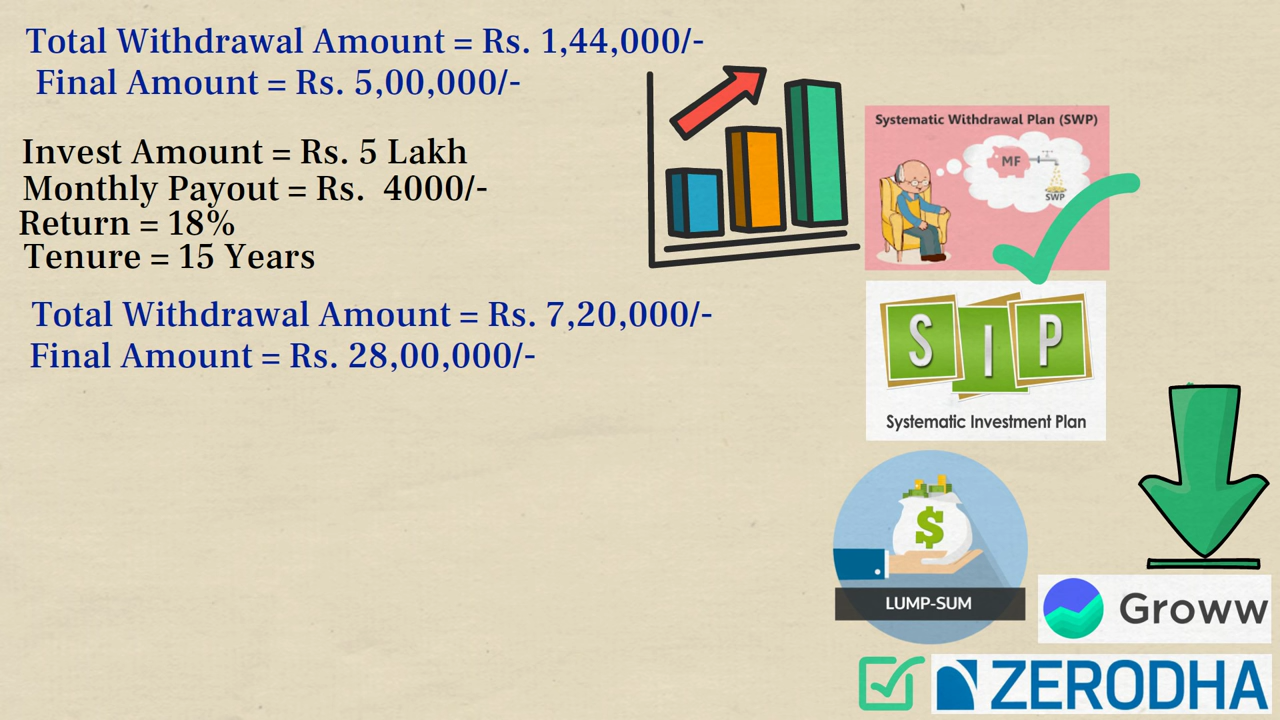 Total Withdrawal Amount = Rs. 1,44,000/-
Final Amount = Rs. 5,00,000/-
Invest Amount = Rs. 5 Lakh
Monthly Payout = Rs. 4000/-
Return = 18%
Tenure = 15 Years
Total Withdrawal Amount = Rs. 7,20,000/-
Final Amount = Rs. 28,00,000/-
Systematic Withdrawal Plan (SWP)
MF
SWP
SIP
Systematic Investment Plan
$
LUMP-SUM
Groww
ZERODHA